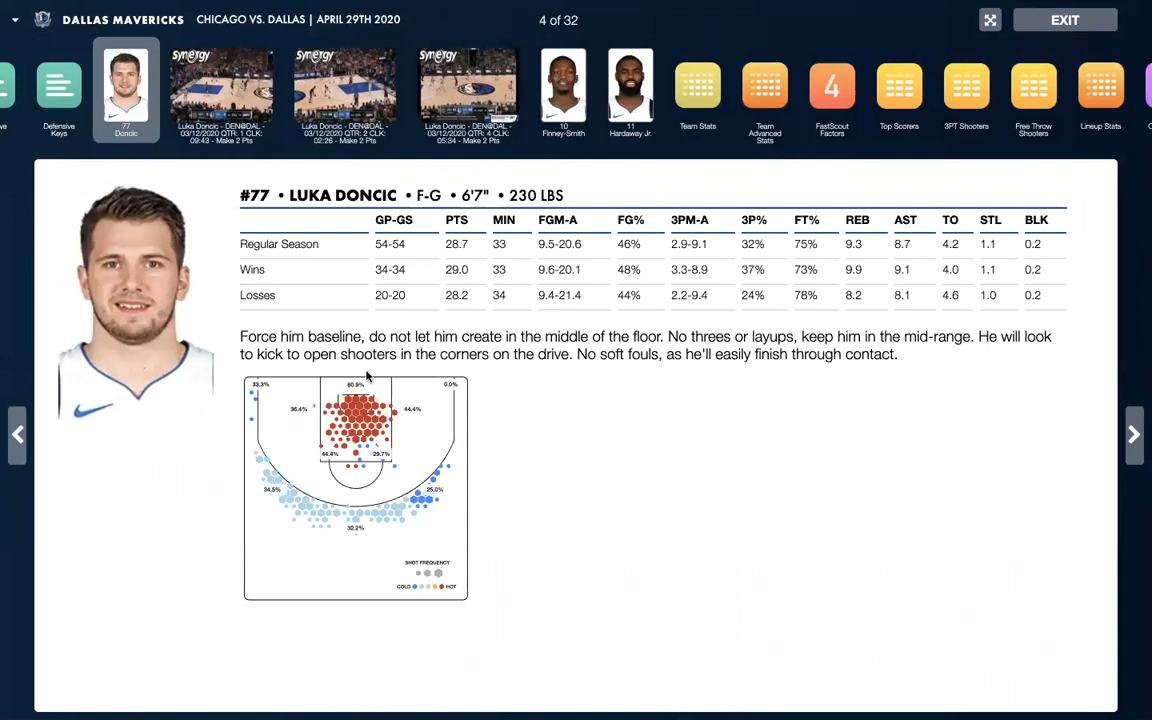 DALLAS MAVERICKS CHICAGO VS. DALLAS | APRIL 29TH 2020
4 of 32
EXIT
Synergy
Synergy
Synergy
4
ve
Defensive
Keys
77
Doncic
Luka Doncic - DEN@DAL -
03/12/2020 QTR: 1 CLK:
09:43 - Make 2 Pts
Luka Doncic - DEN@DAL -
03/12/2020 QTR: 2 CLK:
02:26 - Make 2 Pts
Luka Doncic - DEN@DAL -
03/12/2020 QTR: 4 CLK:
05:34 - Make 2 Pts
10
Finney-Smith
11
Hardaway Jr.
Team Stats
Team
Advanced
Stats
FastScout
Factors
Top Scorers
3PT Shooters
Free Throw
Shooters
Lineup Stats
#77 • LUKA DONCIC • F-G • 6'7" • 230 LBS
GP-GS PTS MIN FGM-A FG% 3PM-A 3P% FT% REB AST TO STL BLK
Regular Season 54-54 28.7 33 9.5-20.6 46% 2.9-9.1 32% 75% 9.3 8.7 4.2 1.1 0.2
Wins 34-34 29.0 33 9.6-20.1 48% 3.3-8.9 37% 73% 9.9 9.1 4.0 1.1 0.2
Losses 20-20 28.2 34 9.4-21.4 44% 2.2-9.4 24% 78% 8.2 8.1 4.6 1.0 0.2
Force him baseline, do not let him create in the middle of the floor. No threes or layups, keep him in the mid-range. He will look
to kick to open shooters in the corners on the drive. No soft fouls, as he'll easily finish through contact.
33.3% 60.9% 0.0%
36.4% 44.4%
44.4% 29.7%
34.5% 25.0%
32.2%
SHOT FREQUENCY
COLD HOT